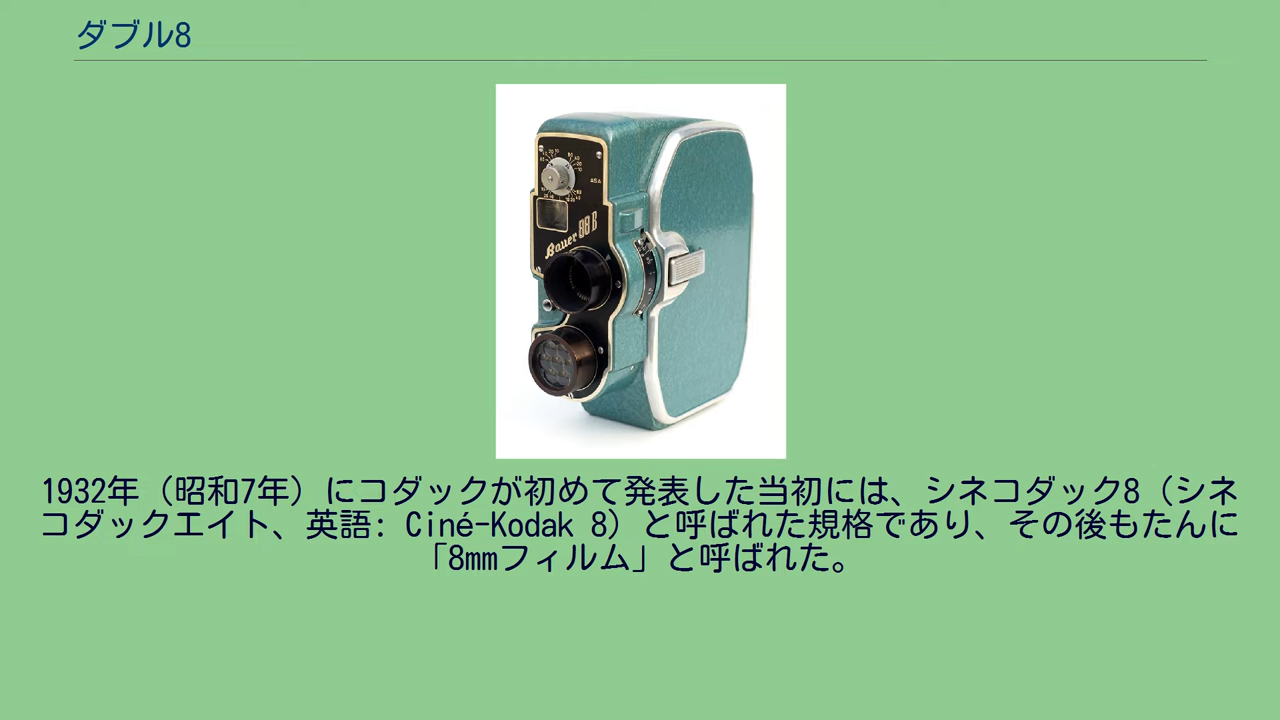 ダブル8
Bauer 88 B
1932年（昭和7年）にコダックが初めて発表した当初には、シネコダック8（シネ
コダックエイト、英語: Ciné-Kodak 8）と呼ばれた規格であり、その後もたんに
「8mmフィルム」と呼ばれた。